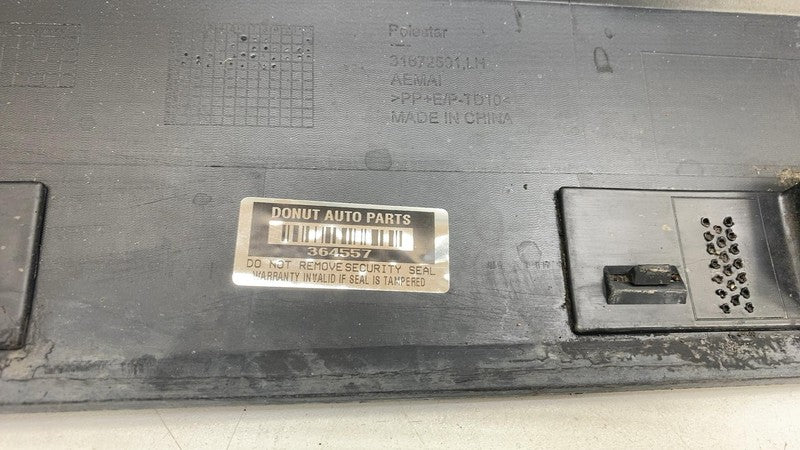 Polestar
31672531,LH
AEMAI
>PP+E/P-TD10<
MADE IN CHINA
DONUT AUTO PARTS
364557
DO NOT REMOVE SECURITY SEAL
WARRANTY INVALID IF SEAL IS TAMPERED